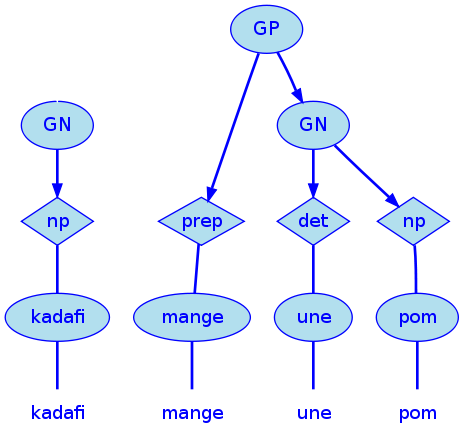 GP
GN GN
np prep det np
kadafi mange une pom
kadafi mange une pom